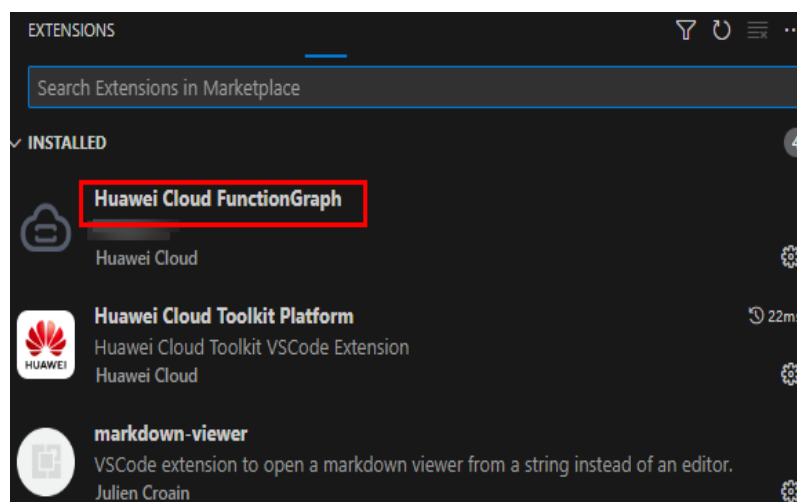 EXTENSIONS
Search Extensions in Marketplace
INSTALLED
4
Huawei Cloud FunctionGraph
Huawei Cloud
Huawei Cloud Toolkit Platform
22ms
Huawei Cloud Toolkit VSCode Extension
HUAWEI
Huawei Cloud
markdown-viewer
VSCode extension to open a markdown viewer from a string instead of an editor.
Julien Croain